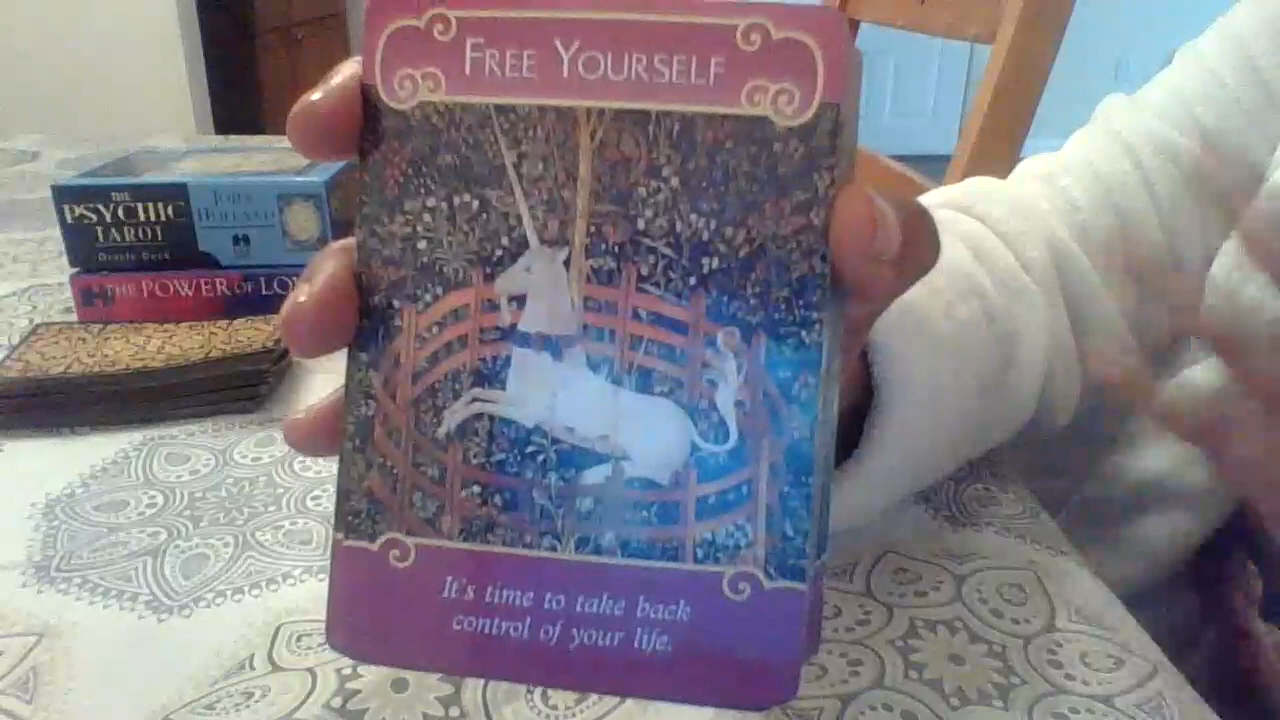 FREE YOURSELF
THE
PSYCHIC
TAROT
Oracle Deck
JOHN
HOLLAND
THE POWER OF LO
It's time to take back
control of your life.